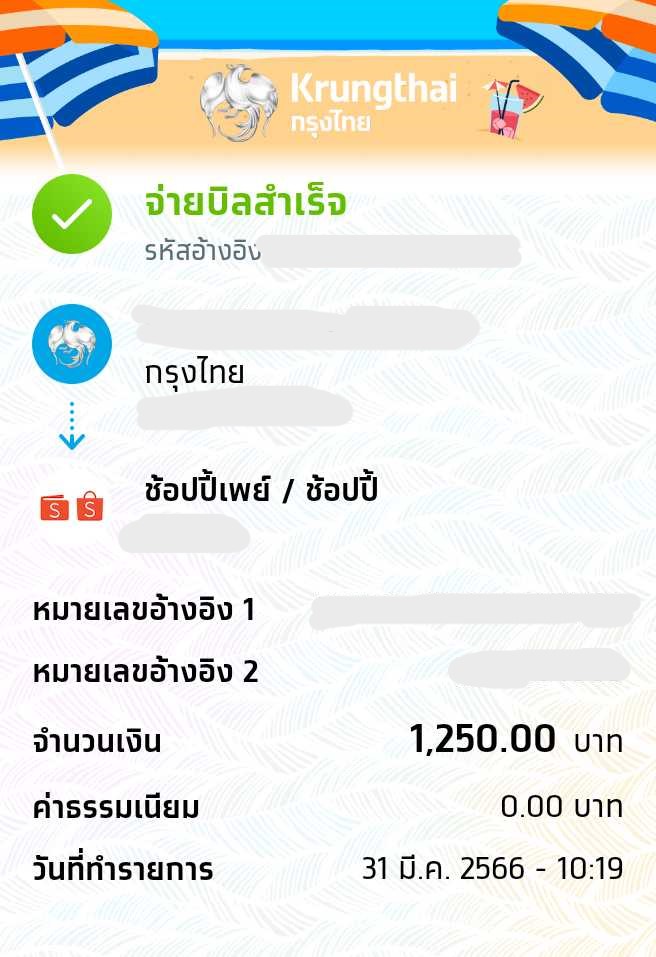 Krungthai
กรุงไทย
จ่ายบิลสำเร็จ
รหัสอ้างอิง
กรุงไทย
ช้อปปี้เพย์ / ช้อปปี้
S S
หมายเลขอ้างอิง 1
หมายเลขอ้างอิง 2
จำนวนเงิน 1,250.00 บาท
ค่าธรรมเนียม 0.00 บาท
วันที่ทำรายการ 31 มี.ค. 2566 - 10:19